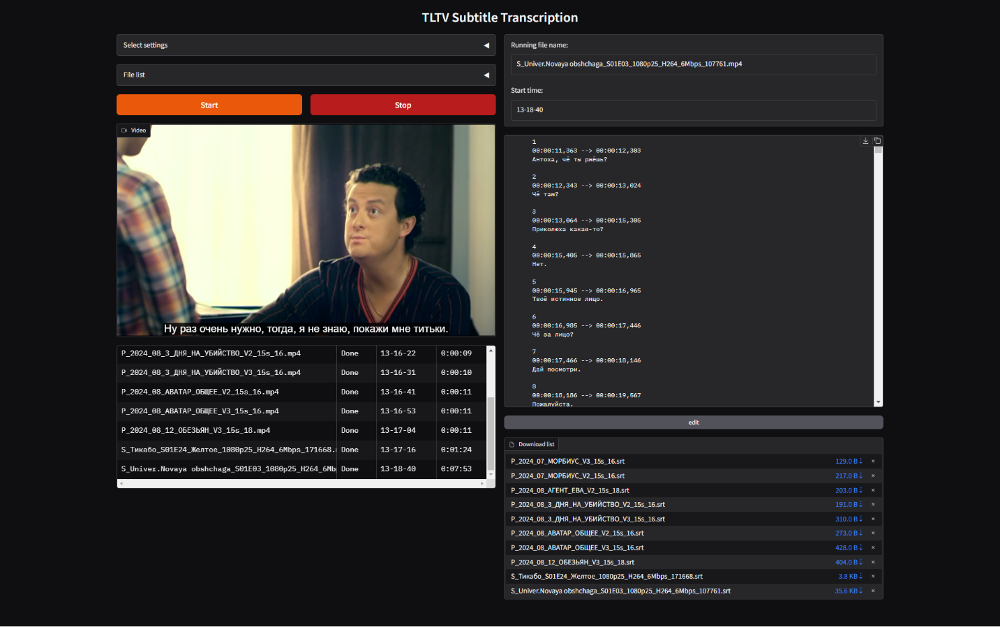 TLTV Subtitle Transcription
Select settings
File list
Start
Stop
Video
Ну раз очень нужно, тогда, я не знаю, покажи мне титьки.
P_2024_08_3_ДНЯ_НА_УБИЙСТВО_V2_15s_16.mp4 Done 13-16-22 0:00:09
P_2024_08_3_ДНЯ_НА_УБИЙСТВО_V3_15s_16.mp4 Done 13-16-31 0:00:10
P_2024_08_АВАТАР_ОБЩЕЕ_V2_15s_16.mp4 Done 13-16-41 0:00:11
P_2024_08_АВАТАР_ОБЩЕЕ_V3_15s_16.mp4 Done 13-16-53 0:00:11
P_2024_08_12_ОБЕЗЬЯН_V3_15s_18.mp4 Done 13-17-04 0:00:11
S_Тикабо_S01E24_Желтое_1080p25_H264_6Mbps_171668. Done 13-17-16 0:01:24
S_Univer.Novaya obshchaga_S01E03_1080p25_H264_6Mb Done 13-18-40 0:07:53
Running file name:
S_Univer.Novaya obshchaga_S01E03_1080p25_H264_6Mbps_107761.mp4
Start time:
13-18-40
1
00:00:11,363 --> 00:00:12,303
Антоха, чё ты ржёшь?
2
00:00:12,343 --> 00:00:13,024
Чё там?
3
00:00:13,064 --> 00:00:15,305
Приколюха какая-то?
4
00:00:15,405 --> 00:00:15,865
Нет.
5
00:00:15,945 --> 00:00:16,965
Твоё истинное лицо.
6
00:00:16,985 --> 00:00:17,446
Чё за лицо?
7
00:00:17,466 --> 00:00:18,146
Дай посмотри.
8
00:00:18,186 --> 00:00:19,567
Пожалуйста.
edit
Download list
P_2024_07_МОРБИУС_V3_15s_16.srt 129.0 B ⇣ ×
P_2024_07_МОРБИУС_V2_15s_16.srt 217.0 B ⇣ ×
P_2024_08_АГЕНТ_ЕВА_V2_15s_18.srt 203.0 B ⇣ ×
P_2024_08_3_ДНЯ_НА_УБИЙСТВО_V2_15s_16.srt 191.0 B ⇣ ×
P_2024_08_3_ДНЯ_НА_УБИЙСТВО_V3_15s_16.srt 310.0 B ⇣ ×
P_2024_08_АВАТАР_ОБЩЕЕ_V2_15s_16.srt 273.0 B ⇣ ×
P_2024_08_АВАТАР_ОБЩЕЕ_V3_15s_16.srt 428.0 B ⇣ ×
P_2024_08_12_ОБЕЗЬЯН_V3_15s_18.srt 404.0 B ⇣ ×
S_Тикабо_S01E24_Желтое_1080p25_H264_6Mbps_171668.srt 3.8 KB ⇣ ×
S_Univer.Novaya obshchaga_S01E03_1080p25_H264_6Mbps_107761.srt 35.6 KB ⇣ ×